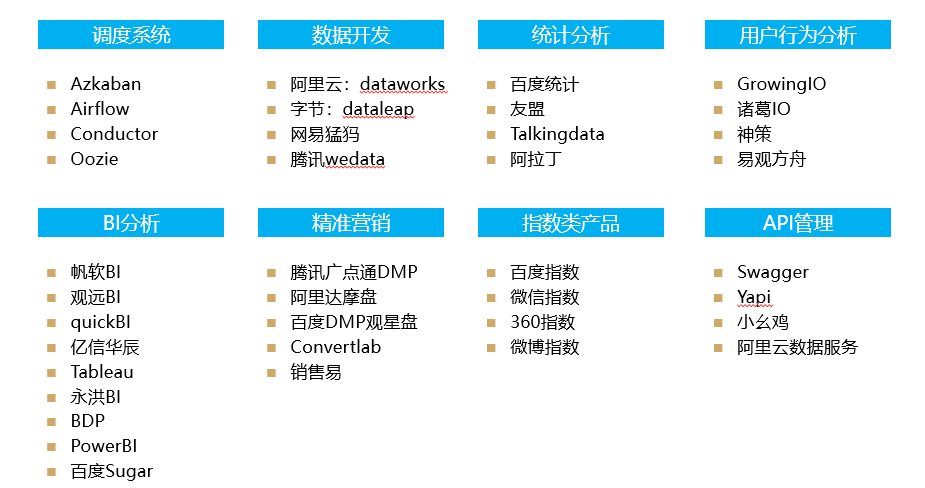 调度系统
Azkaban
Airflow
Conductor
Oozie
数据开发
阿里云：dataworks
字节：dataleap
网易猛犸
腾讯wedata
统计分析
百度统计
友盟
Talkingdata
阿拉丁
用户行为分析
GrowingIO
诸葛IO
神策
易观方舟
BI分析
帆软BI
观远BI
quickBI
亿信华辰
Tableau
永洪BI
BDP
PowerBI
百度Sugar
精准营销
腾讯广点通DMP
阿里达摩盘
百度DMP观星盘
Convertlab
销售易
指数类产品
百度指数
微信指数
360指数
微博指数
API管理
Swagger
Yapi
小幺鸡
阿里云数据服务